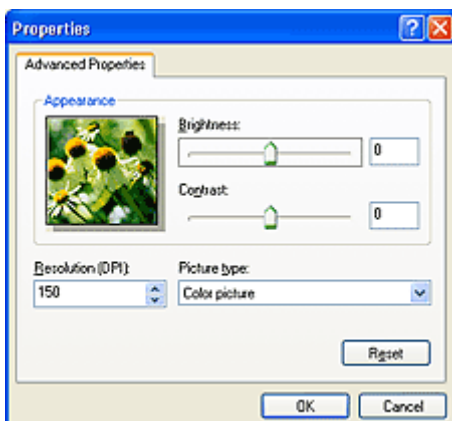 Properties
Advanced Properties
Appearance
Brightness:
0
Contrast:
0
Resolution (DPI):
150
Picture type:
Color picture
Reset
OK
Cancel